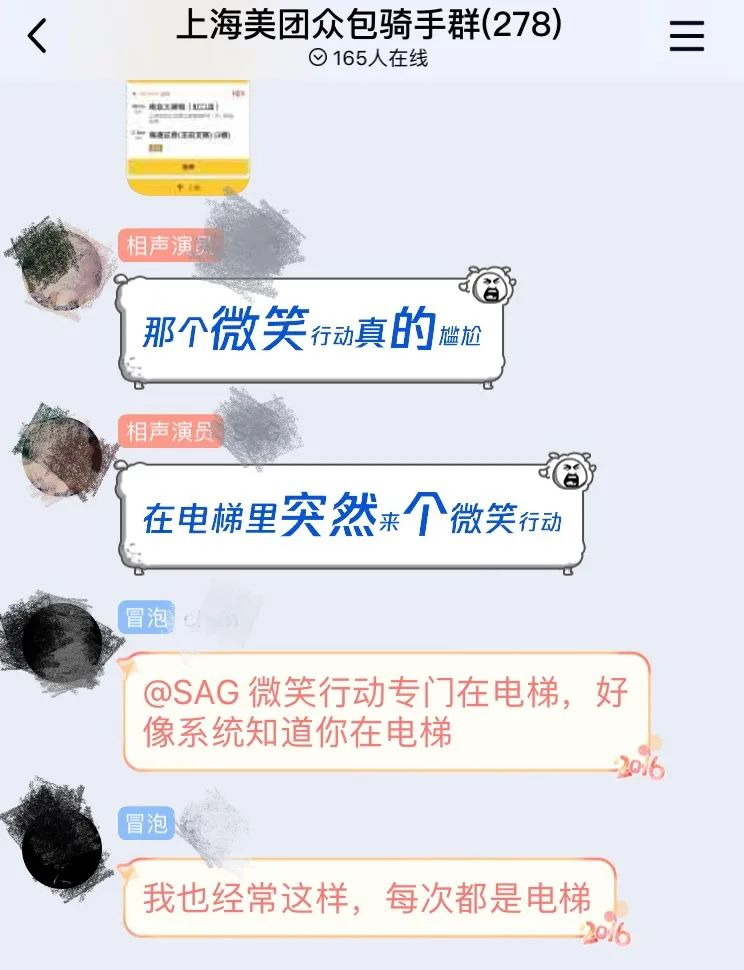 上海美团众包骑手群(278)
165人在线
相声演员
那个微笑行动真的尴尬
相声演员
在电梯里突然来个微笑行动
冒泡
@SAG 微笑行动专门在电梯，好
像系统知道你在电梯
2016
冒泡
我也经常这样，每次都是电梯
2016